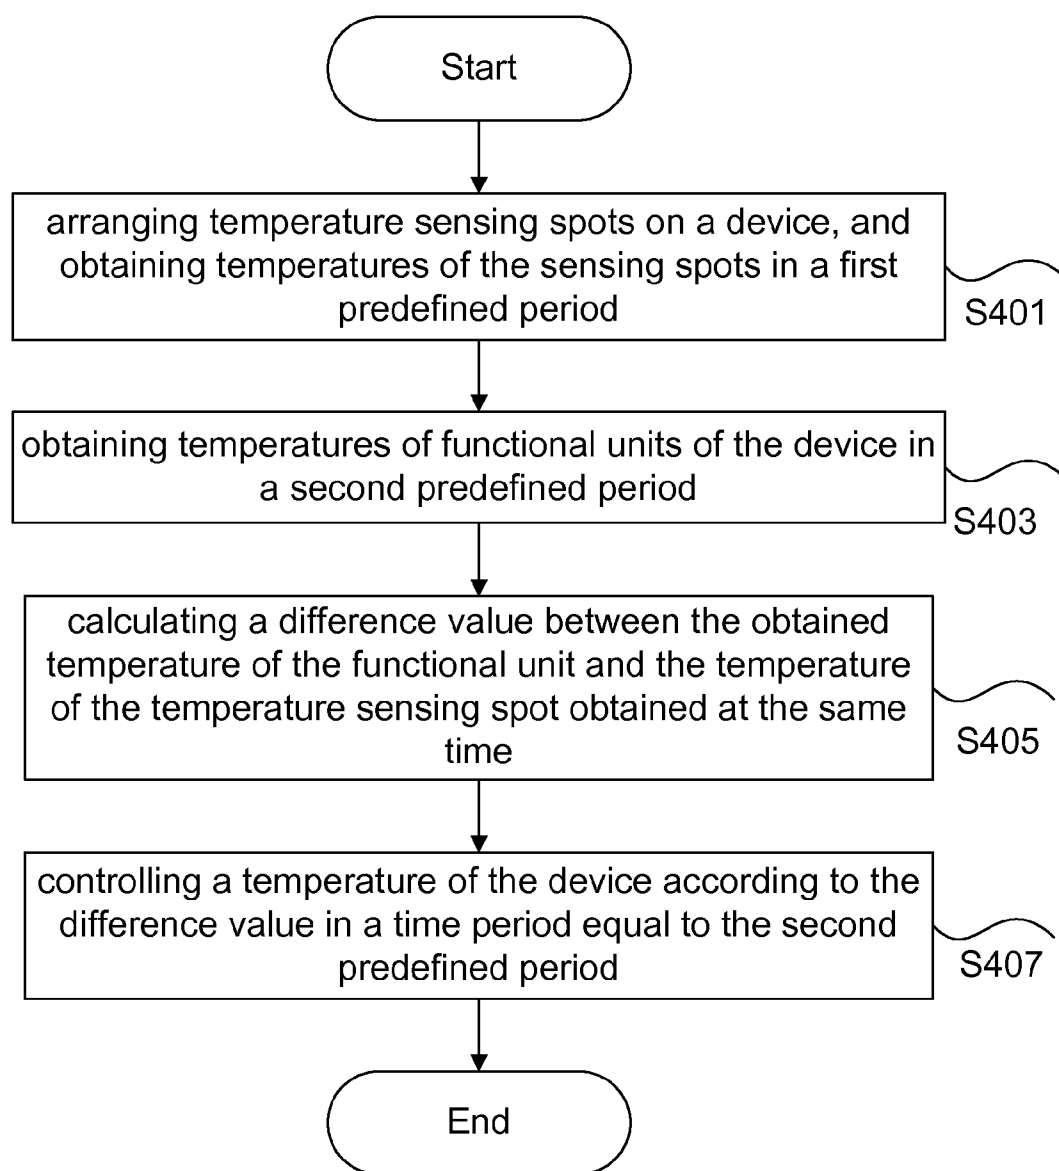 Start
arranging temperature sensing spots on a device, and
obtaining temperatures of the sensing spots in a first
predefined period
S401
obtaining temperatures of functional units of the device in
a second predefined period
S403
calculating a difference value between the obtained
temperature of the functional unit and the temperature
of the temperature sensing spot obtained at the same
time
S405
controlling a temperature of the device according to the
difference value in a time period equal to the second
predefined period
S407
End